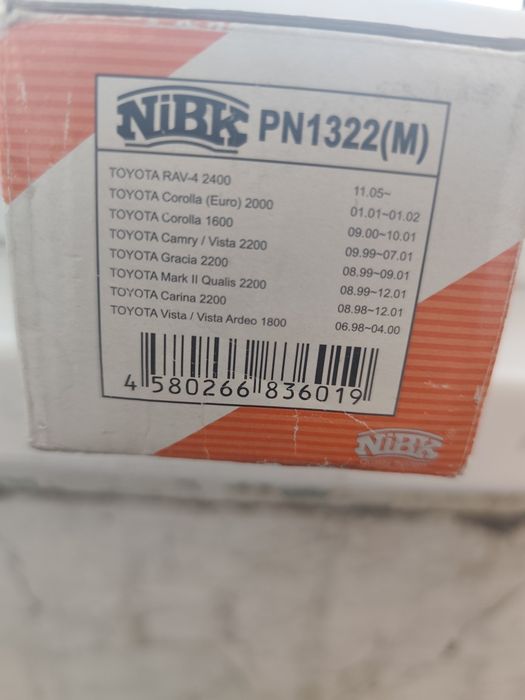 NiBK PN1322(M)
TOYOTA RAV-4 2400 11.05~
TOYOTA Corolla (Euro) 2000 01.01~01.02
TOYOTA Corolla 1600 09.00~10.01
TOYOTA Camry / Vista 2200 09.99~07.01
TOYOTA Gracia 2200 08.99~09.01
TOYOTA Mark II Qualis 2200 08.99~12.01
TOYOTA Carina 2200 08.98~12.01
TOYOTA Vista / Vista Ardeo 1800 06.98~04.00
4 580266 836019
NiBK